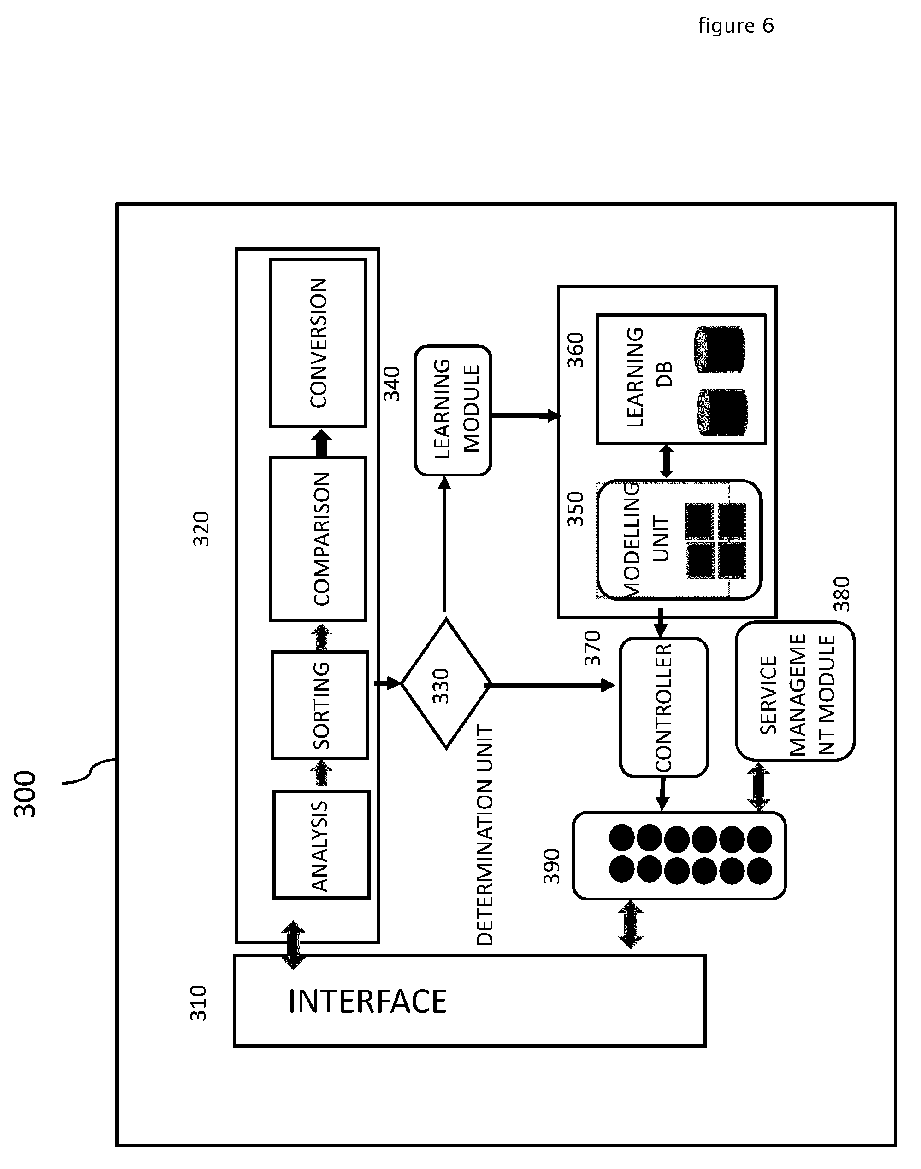 figure 6
300
310
INTERFACE
320
ANALYSIS
SORTING
COMPARISON
CONVERSION
330
DETERMINATION UNIT
340
LEARNING
MODULE
350
MODELLING
UNIT
360
LEARNING
DB
370
CONTROLLER
380
SERVICE
MANAGEME
NT MODULE
390